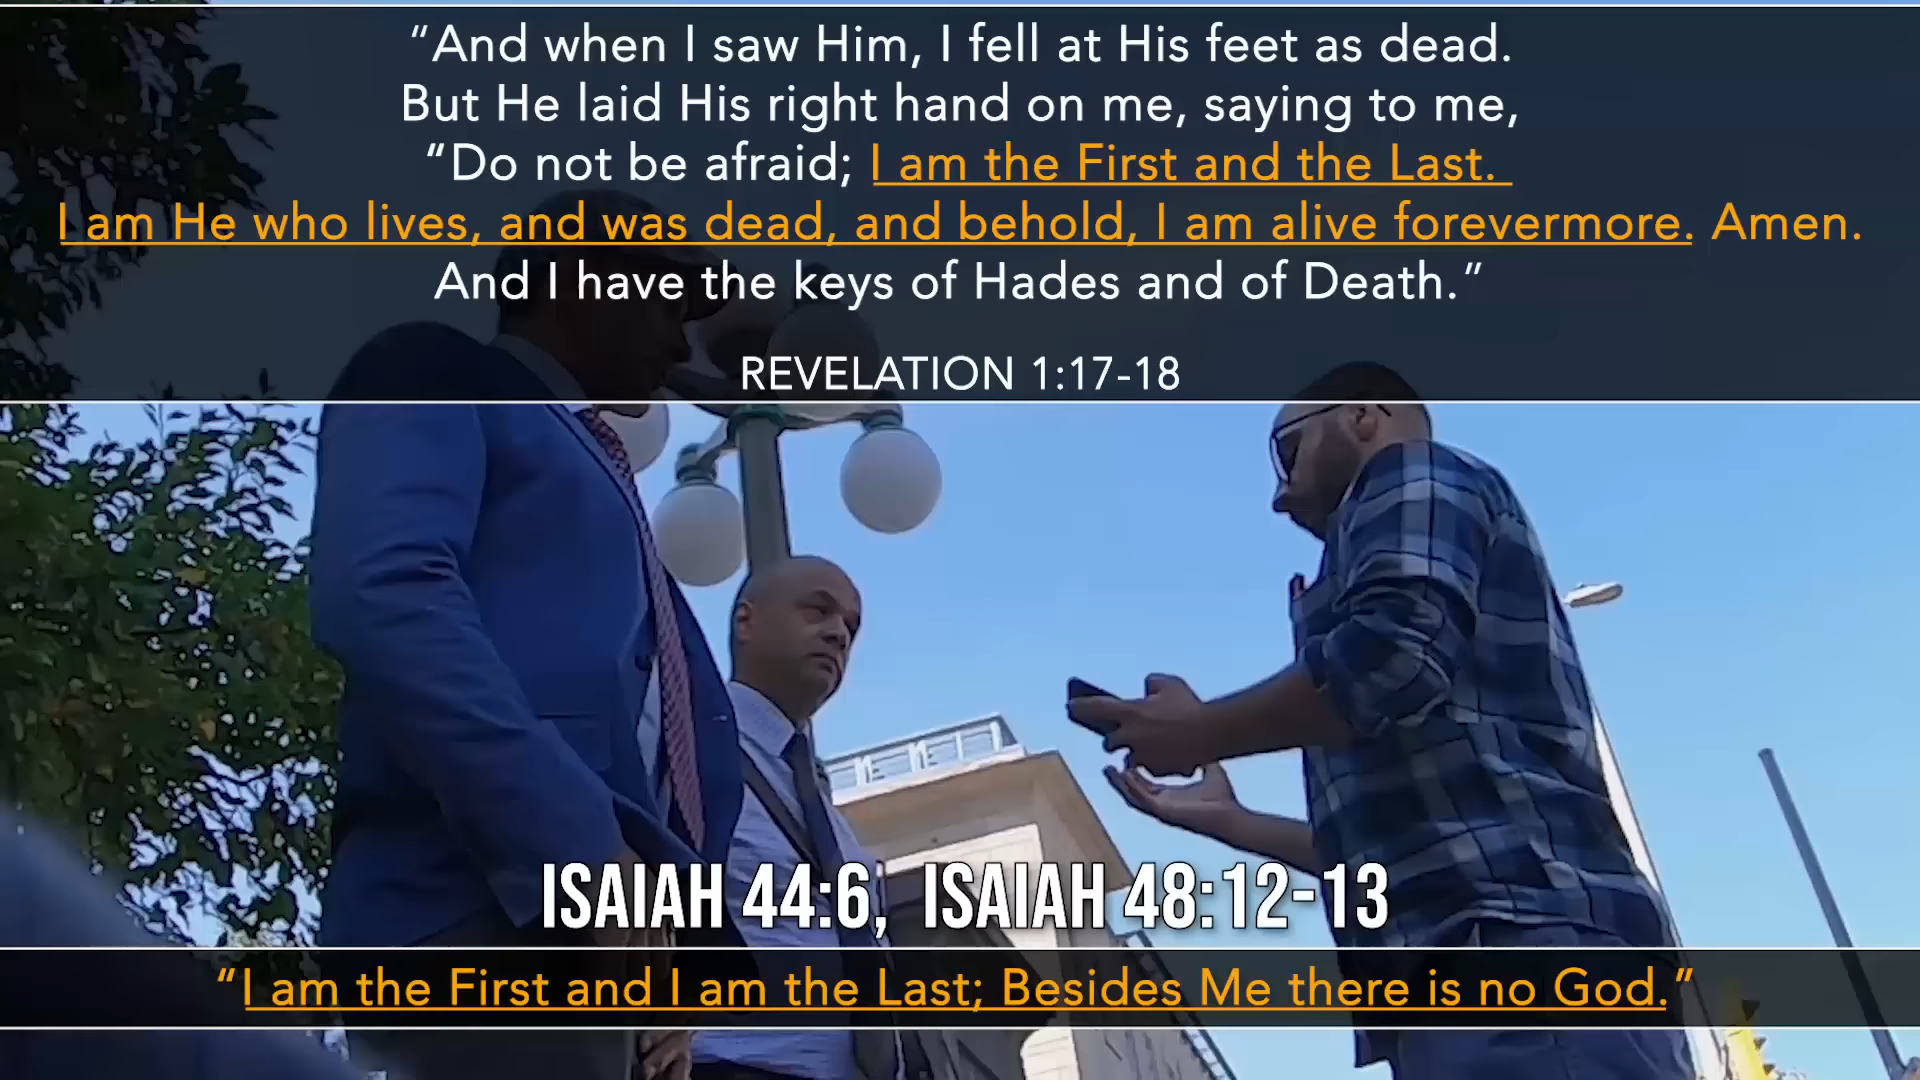 “And when I saw Him, I fell at His feet as dead.
But He laid His right hand on me, saying to me,
“Do not be afraid; I am the First and the Last.
I am He who lives, and was dead, and behold, I am alive forevermore. Amen.
And I have the keys of Hades and of Death.”
REVELATION 1:17-18
ISAIAH 44:6, ISAIAH 48:12-13
“I am the First and I am the Last; Besides Me there is no God.”